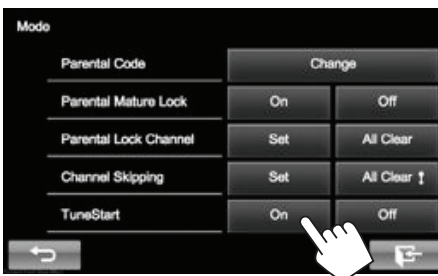 Mode
Parental Code Change
Parental Mature Lock On Off
Parental Lock Channel Set All Clear
Channel Skipping Set All Clear
TuneStart On Off